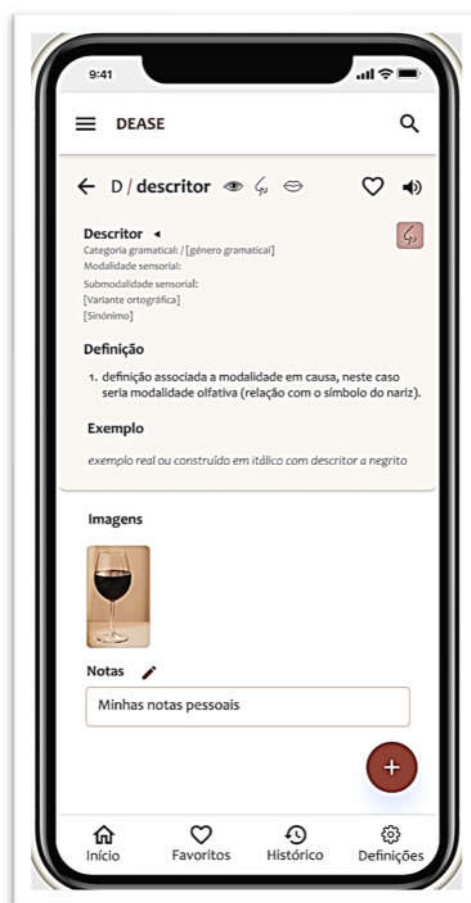 9:41
DEASE
D / descritor
Descritor
Categoria gramatical: / [género gramatical]
Modalidade sensorial:
Submodalidade sensorial:
[Variante ortográfica]
[Sinónimo]
Definição
1. definição associada a modalidade em causa, neste caso
seria modalidade olfativa (relação com o símbolo do nariz).
Exemplo
exemplo real ou construído em itálico com descritor a negrito
Imagens
Notas
Minhas notas pessoais
+
Início Favoritos Histórico Definições